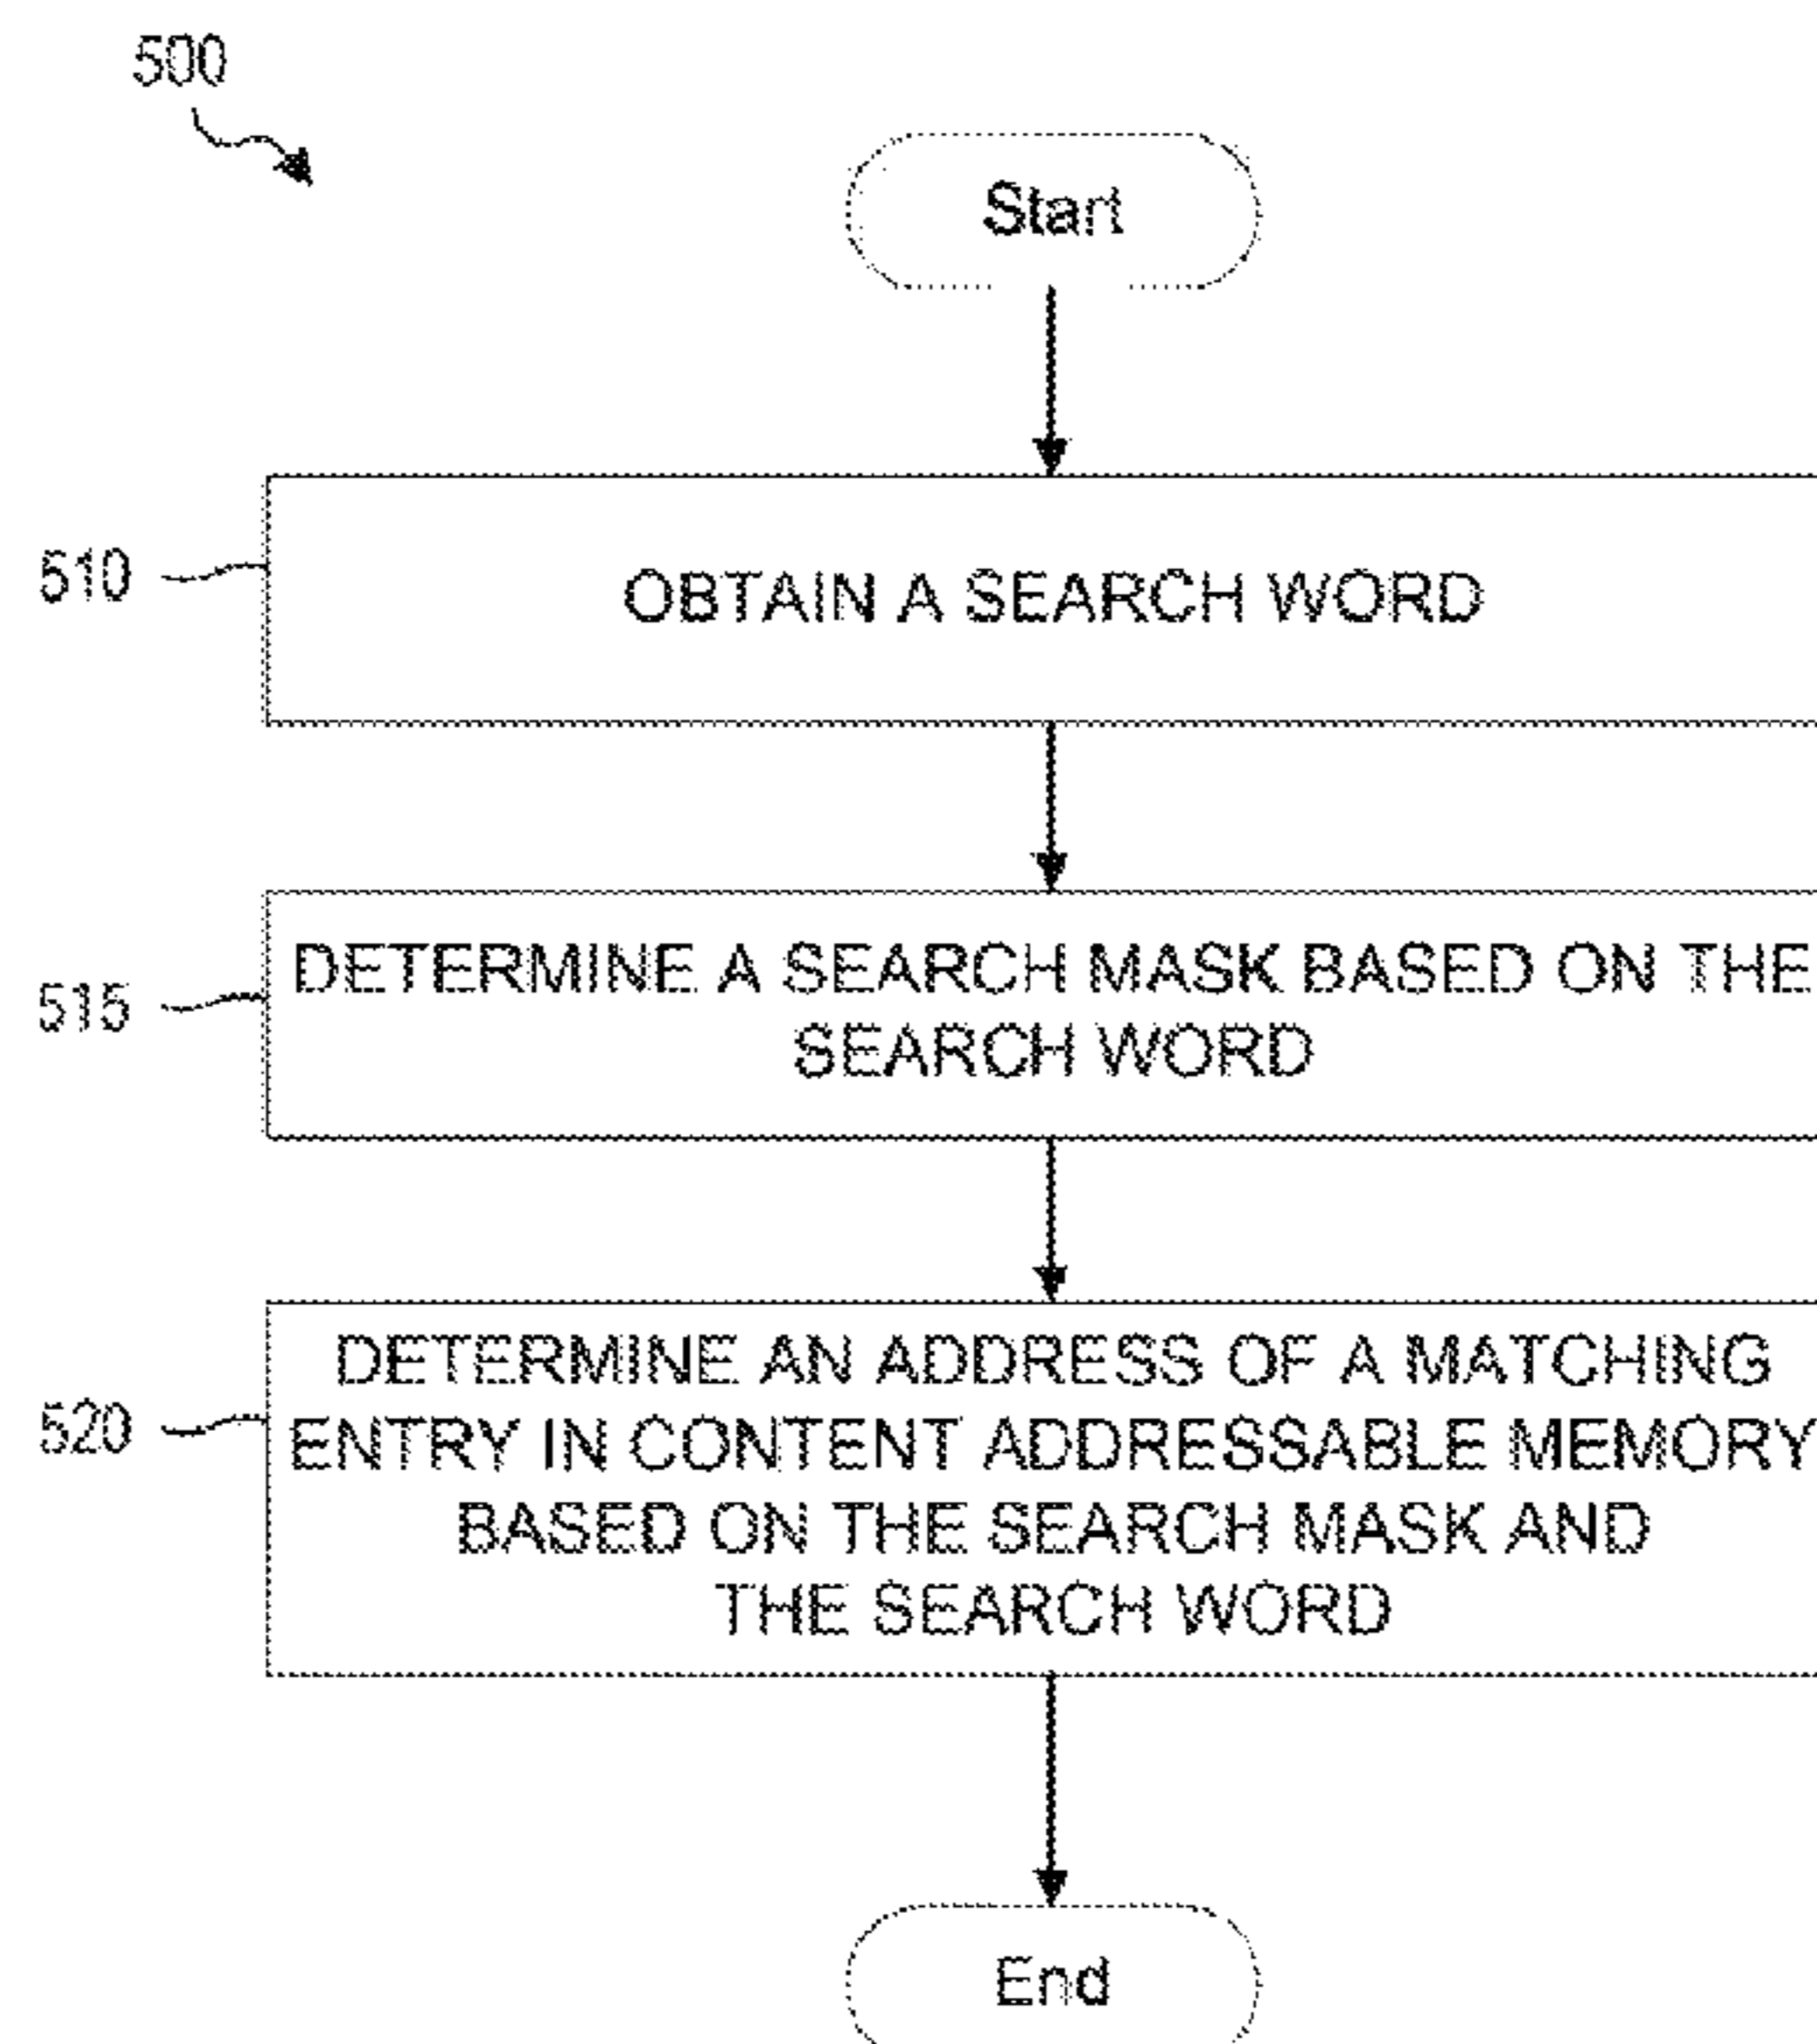 500
Start
510
OBTAIN A SEARCH WORD
515
DETERMINE A SEARCH MASK BASED ON THE
SEARCH WORD
520
DETERMINE AN ADDRESS OF A MATCHING
ENTRY IN CONTENT ADDRESSABLE MEMORY
BASED ON THE SEARCH MASK AND
THE SEARCH WORD
End